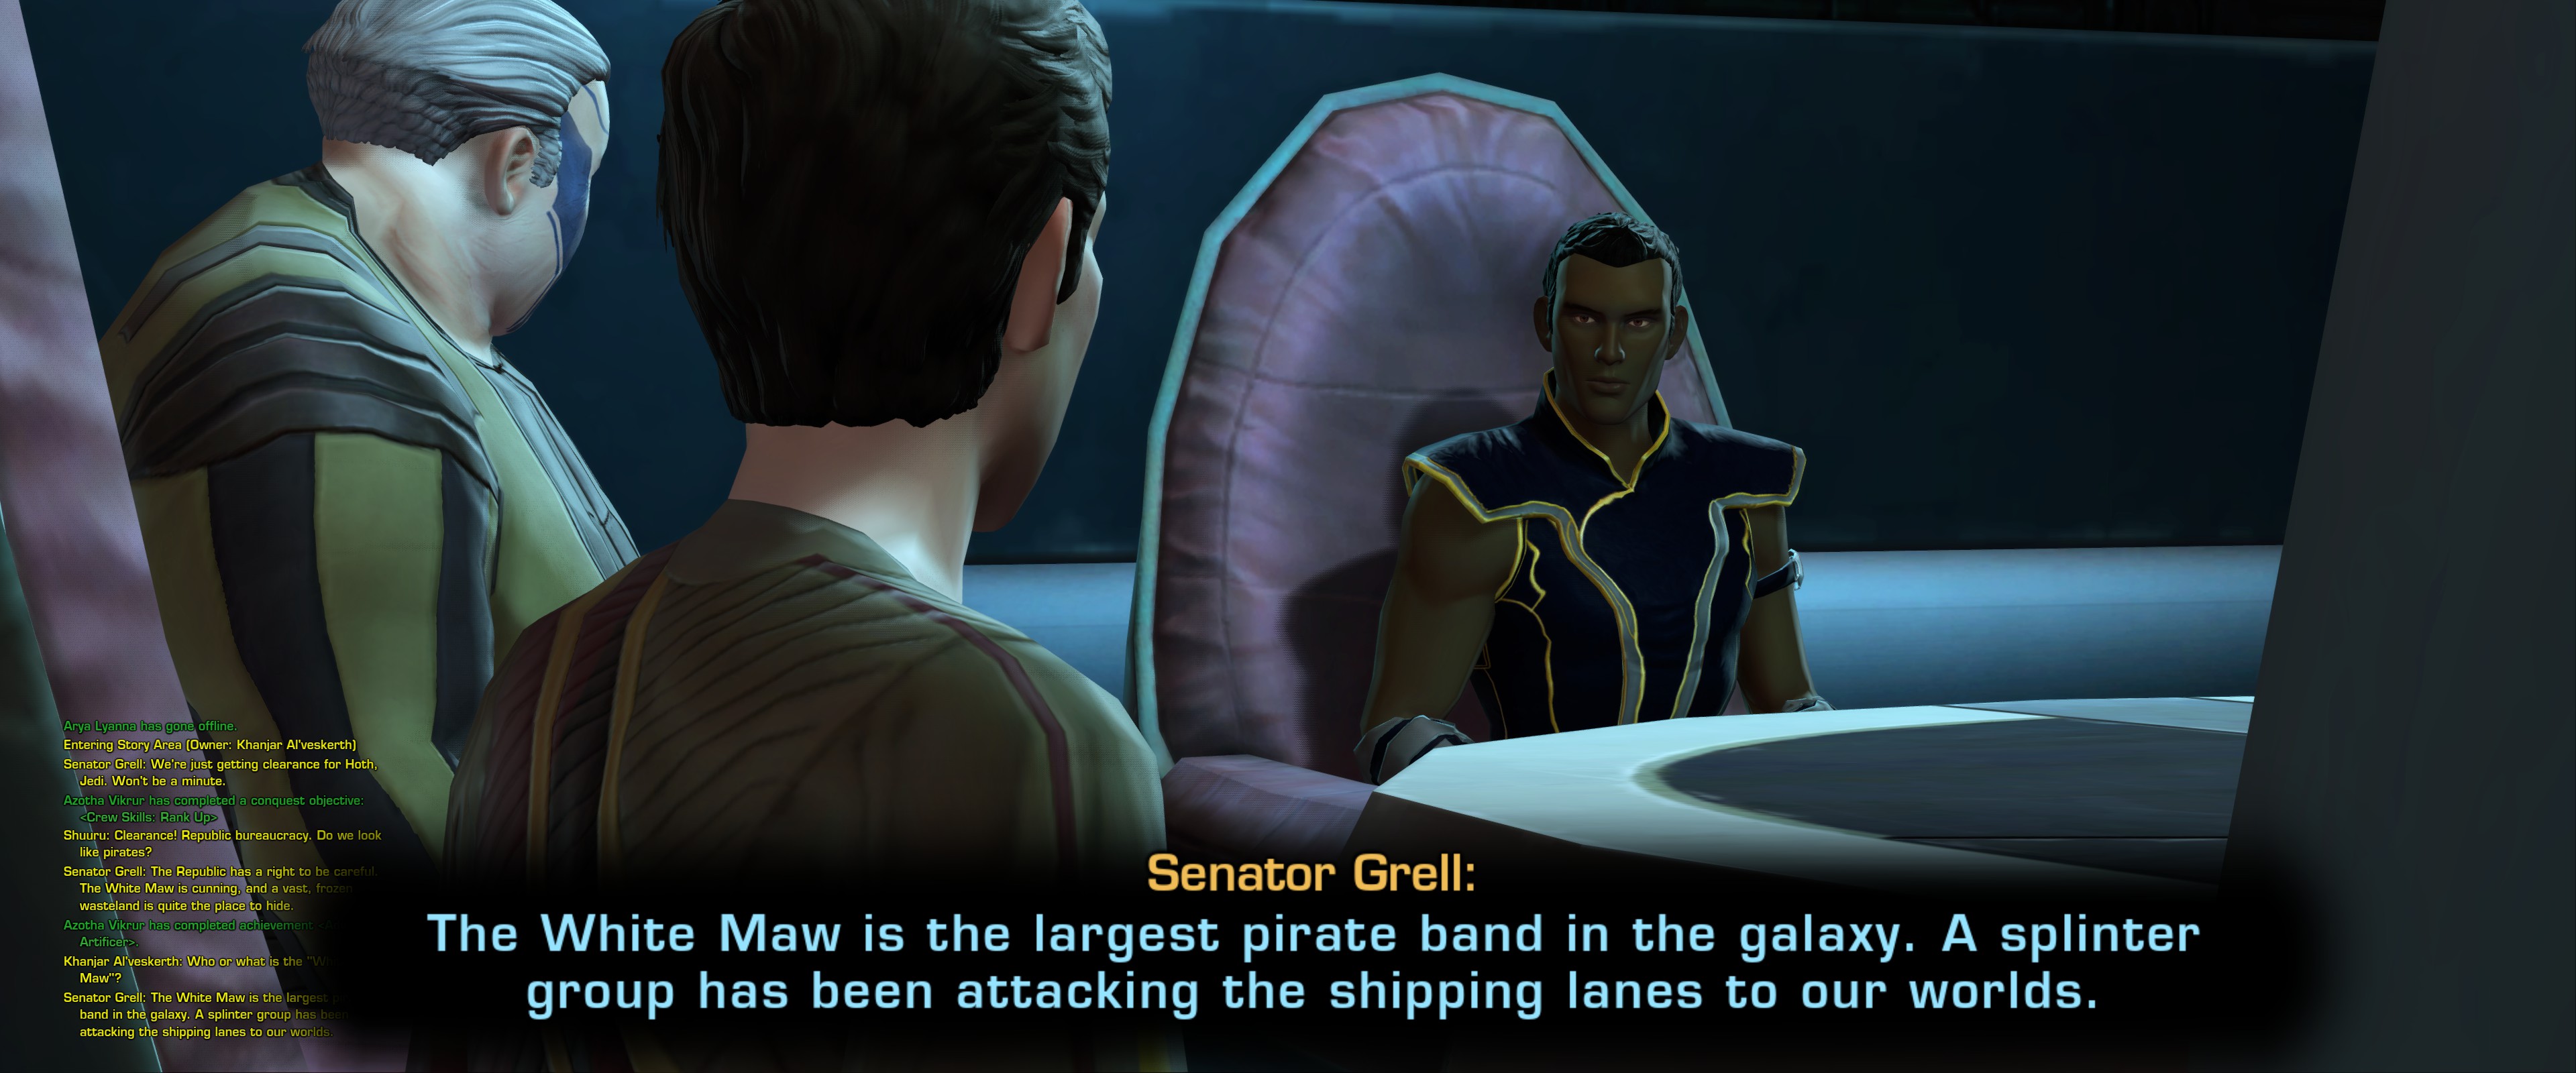 Arya Lyanna has gone offline.
Entering Story Area (Owner: Khanjar Al'veskerth)
Senator Grell: We're just getting clearance for Hoth,
Jedi. Won't be a minute.
Azotha Vikrur has completed a conquest objective:
<Crew Skills: Rank Up>
Shuuru: Clearance! Republic bureaucracy. Do we look
like pirates?
Senator Grell: The Republic has a right to be careful.
The White Maw is cunning, and a vast, frozen
wasteland is quite the place to hide.
Azotha Vikrur has completed achievement
Artificer>.
Khanjar Al'veskerth: Who or what is the
Maw"?
Senator Grell: The White Maw is the largest
band in the galaxy. A splinter group has been
attacking the shipping lanes to our worlds.
Senator Grell:
The White Maw is the largest pirate band in the galaxy. A splinter
group has been attacking the shipping lanes to our worlds.